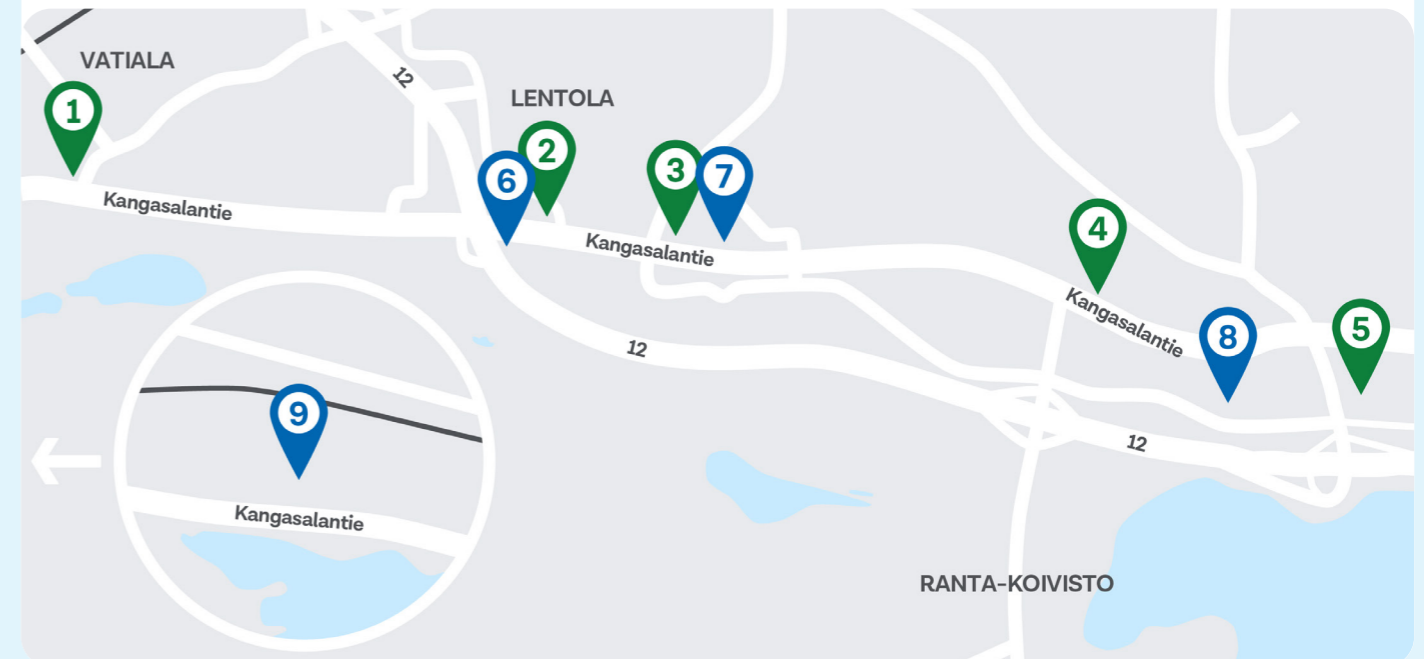 VATIALA
12
LENTOLA
1
2
3
7
6
Kangasalantie
4
Kangasalantie
Kangasalantie
8
5
12
9
12
Kangasalantie
RANTA-KOIVISTO